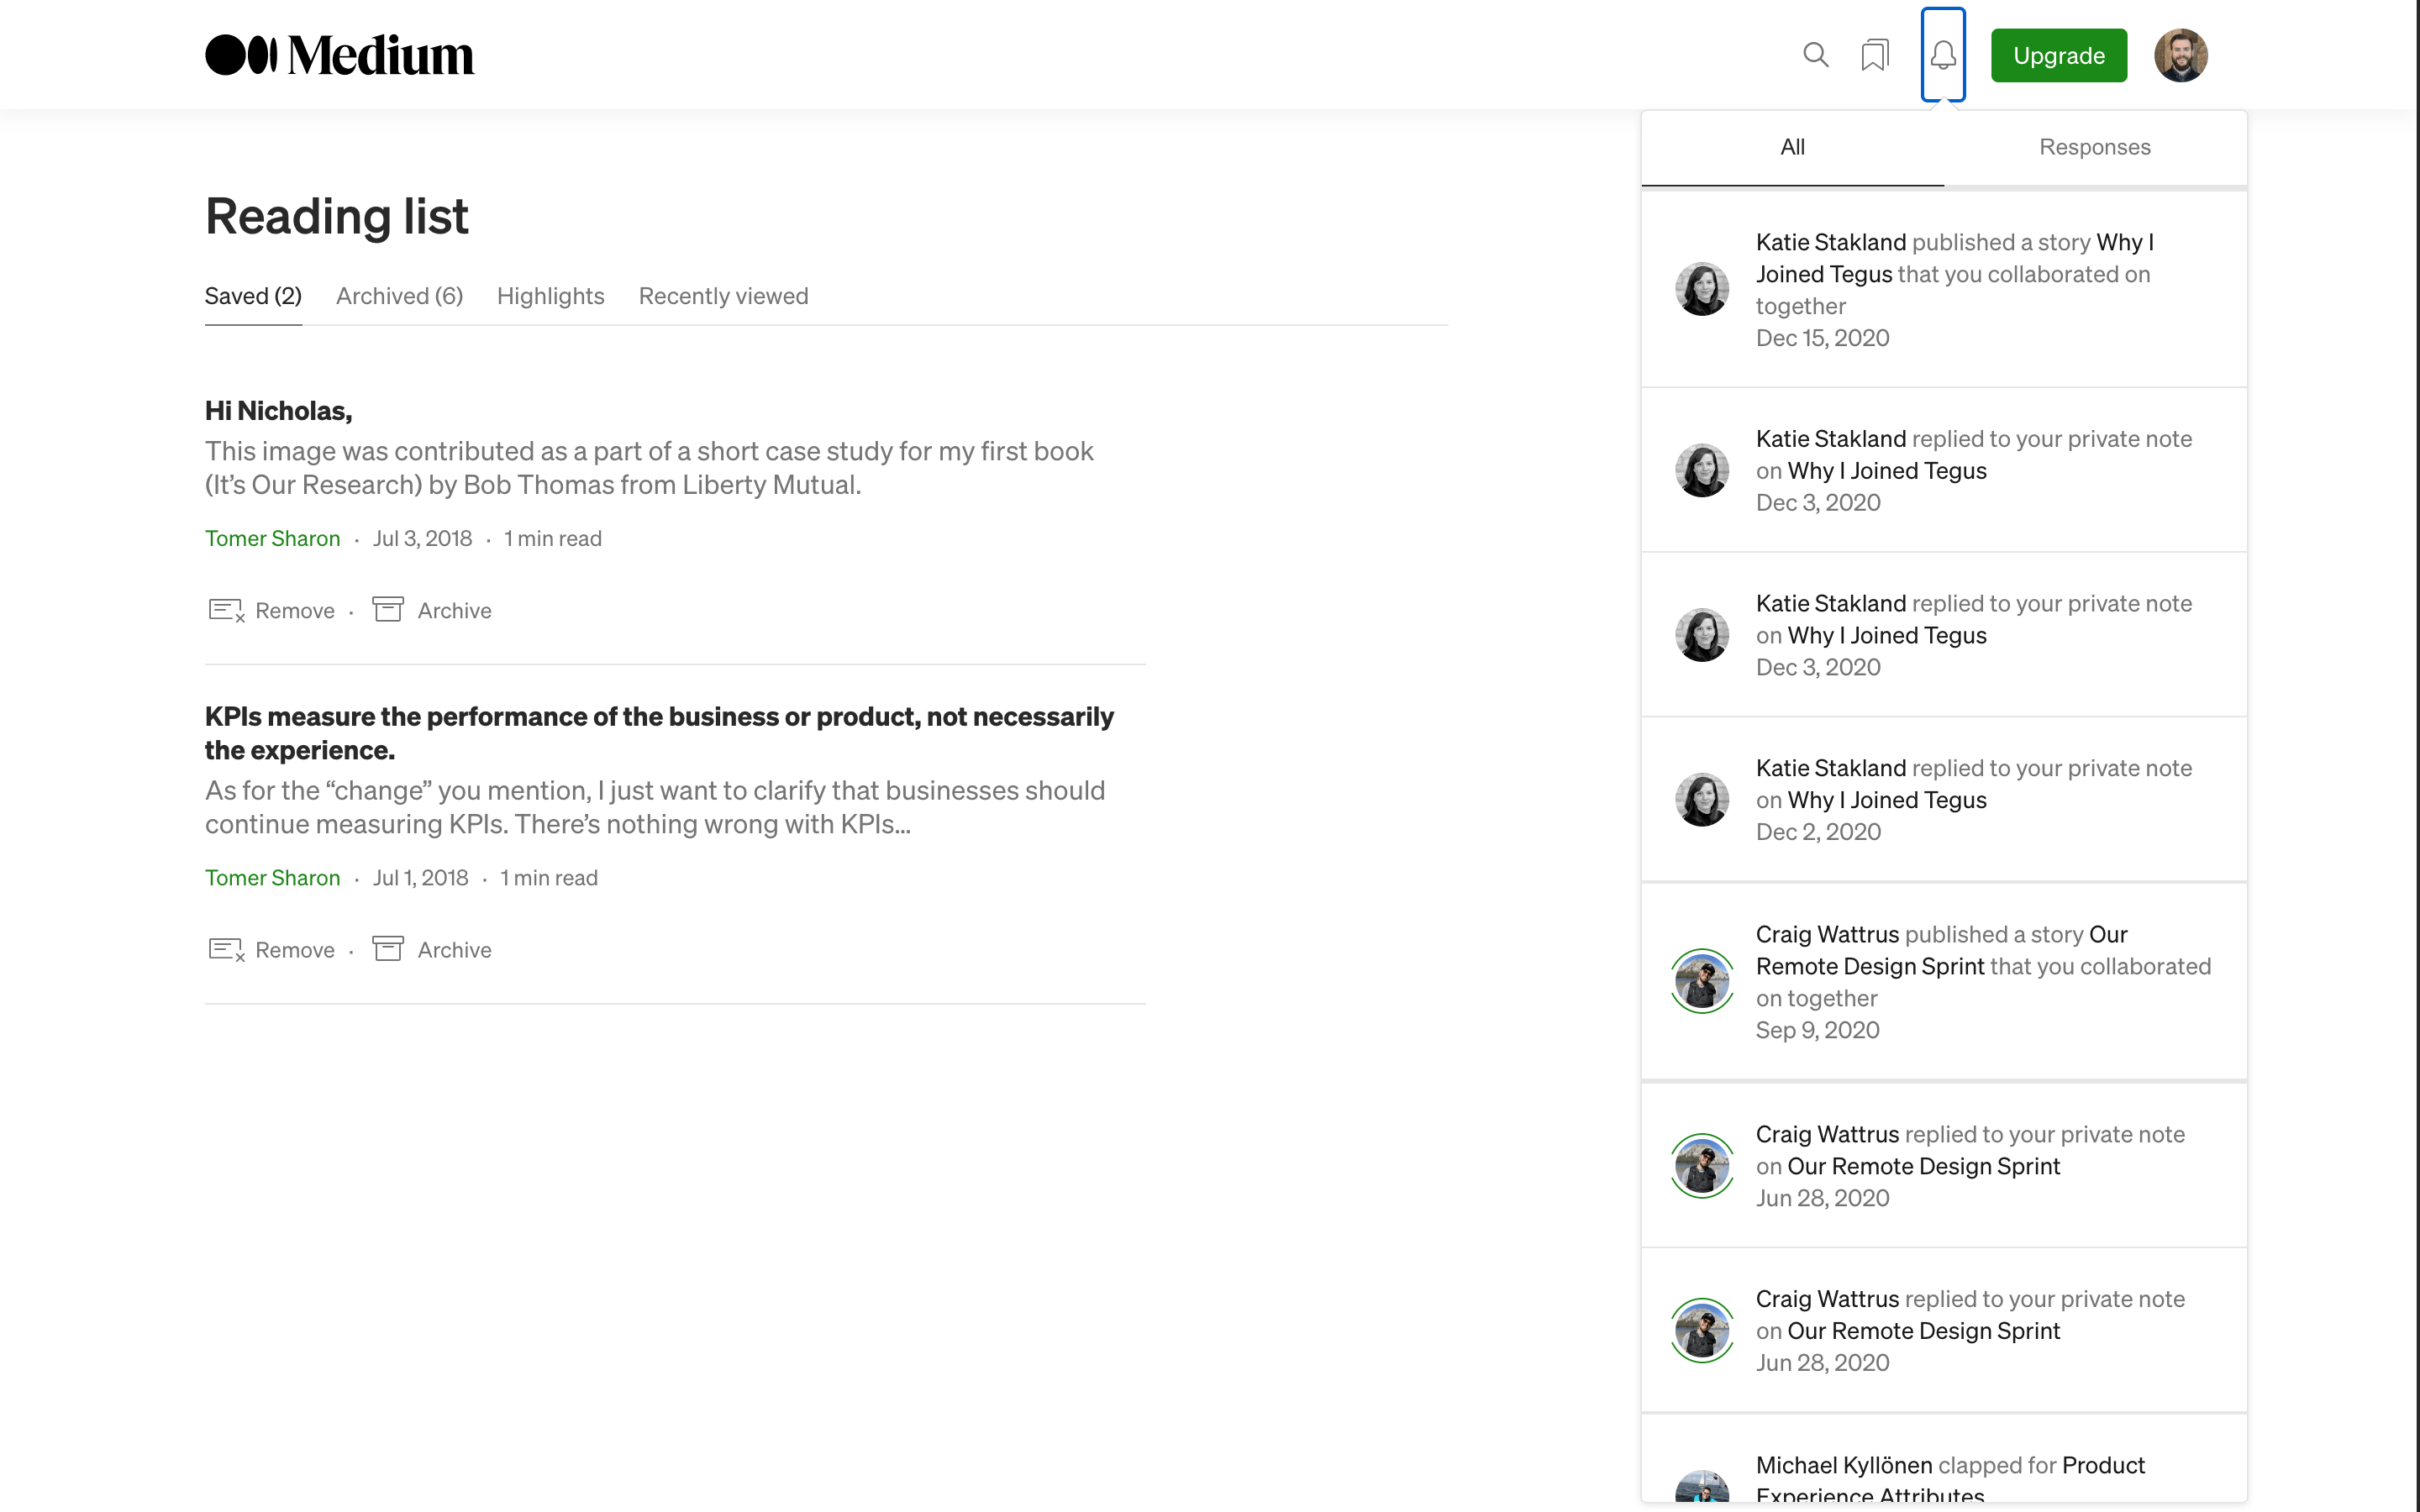 Medium
Upgrade
Reading list
Saved (2)
Archived (6)
Highlights
Recently viewed
Hi Nicholas,
This image was contributed as a part of a short case study for my first book
(It’s Our Research) by Bob Thomas from Liberty Mutual.
Tomer Sharon · Jul 3, 2018 · 1 min read
Remove · Archive
KPIs measure the performance of the business or product, not necessarily
the experience.
As for the “change” you mention, I just want to clarify that businesses should
continue measuring KPIs. There’s nothing wrong with KPIs...
Tomer Sharon · Jul 1, 2018 · 1 min read
Remove · Archive
All
Responses
Katie Stakland published a story Why I
Joined Tegus that you collaborated on
together
Dec 15, 2020
Katie Stakland replied to your private note
on Why I Joined Tegus
Dec 3, 2020
Katie Stakland replied to your private note
on Why I Joined Tegus
Dec 3, 2020
Katie Stakland replied to your private note
on Why I Joined Tegus
Dec 2, 2020
Craig Wattrus published a story Our
Remote Design Sprint that you collaborated
on together
Sep 9, 2020
Craig Wattrus replied to your private note
on Our Remote Design Sprint
Jun 28, 2020
Craig Wattrus replied to your private note
on Our Remote Design Sprint
Jun 28, 2020
Michael Kyllönen clapped for Product
Experience Attributes